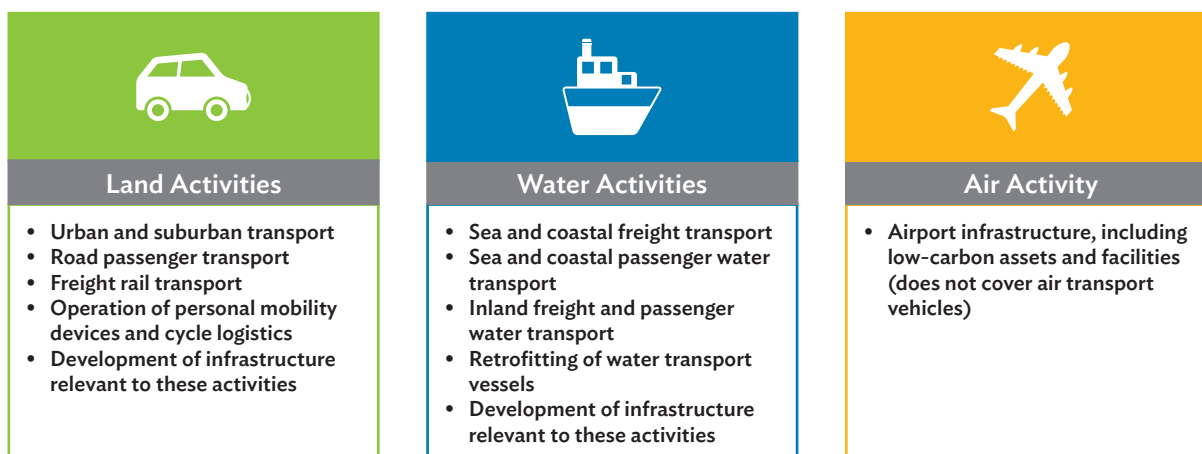 Land Activities
• Urban and suburban transport
• Road passenger transport
• Freight rail transport
• Operation of personal mobility
devices and cycle logistics
• Development of infrastructure
relevant to these activities
Water Activities
• Sea and coastal freight transport
• Sea and coastal passenger water
transport
• Inland freight and passenger
water transport
• Retrofitting of water transport
vessels
• Development of infrastructure
relevant to these activities
Air Activity
• Airport infrastructure, including
low-carbon assets and facilities
(does not cover air transport
vehicles)